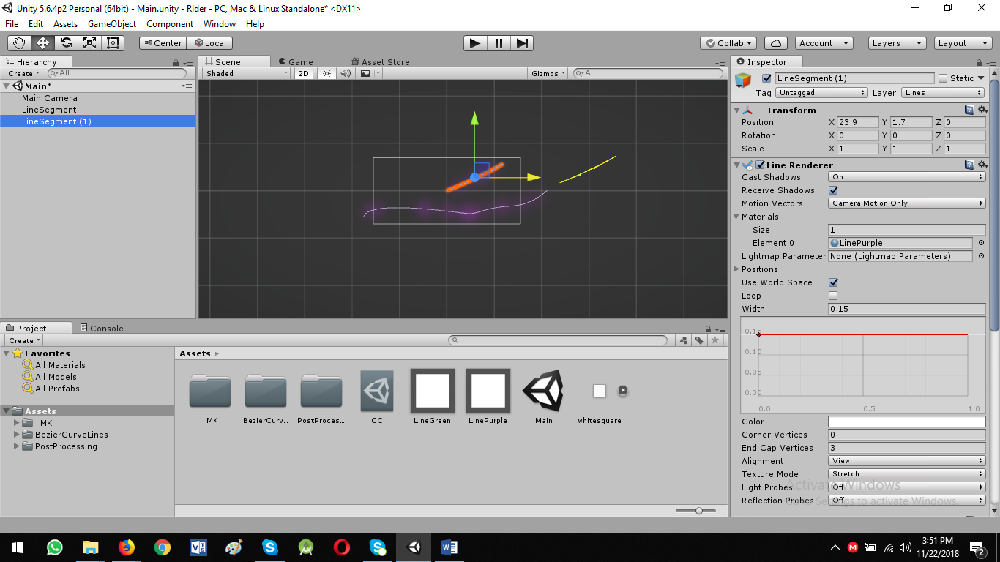 Unity 5.6.4p2 Personal (64bit) - Main.unity - Rider - PC, Mac & Linux Standalone* <DX11>
File Edit Assets GameObject Component Window Help
Center Local Collab Account Layers Layout
Hierarchy
Create All
Main*
Main Camera
LineSegment
LineSegment (1)
Scene Game Asset Store
Shaded 2D Gizmos All
Inspector
LineSegment (1) Static
Tag Untagged Layer Lines
Transform
Position X 23.9 Y 1.7 Z 0
Rotation X 0 Y 0 Z 0
Scale X 1 Y 1 Z 1
Line Renderer
Cast Shadows On
Receive Shadows
Motion Vectors Camera Motion Only
Materials
Size 1
Element 0 LinePurple
Lightmap Parameter None (Lightmap Parameters)
Positions
Use World Space
Loop
Width 0.15
0.15
0.10
0.05
0.00
0.0 0.5 1.0
Color
Corner Vertices 0
End Cap Vertices 3
Alignment View
Texture Mode Stretch
Light Probes Off
Reflection Probes Off
Activate Windows
Go to Settings to activate Windows.
Project Console
Create
Favorites
All Materials
All Models
All Prefabs
Assets
_MK
BezierCurveLines
PostProcessing
Assets
_MK BezierCurv... PostProces... CC LineGreen LinePurple Main whitesquare
3:51 PM
11/22/2018
2